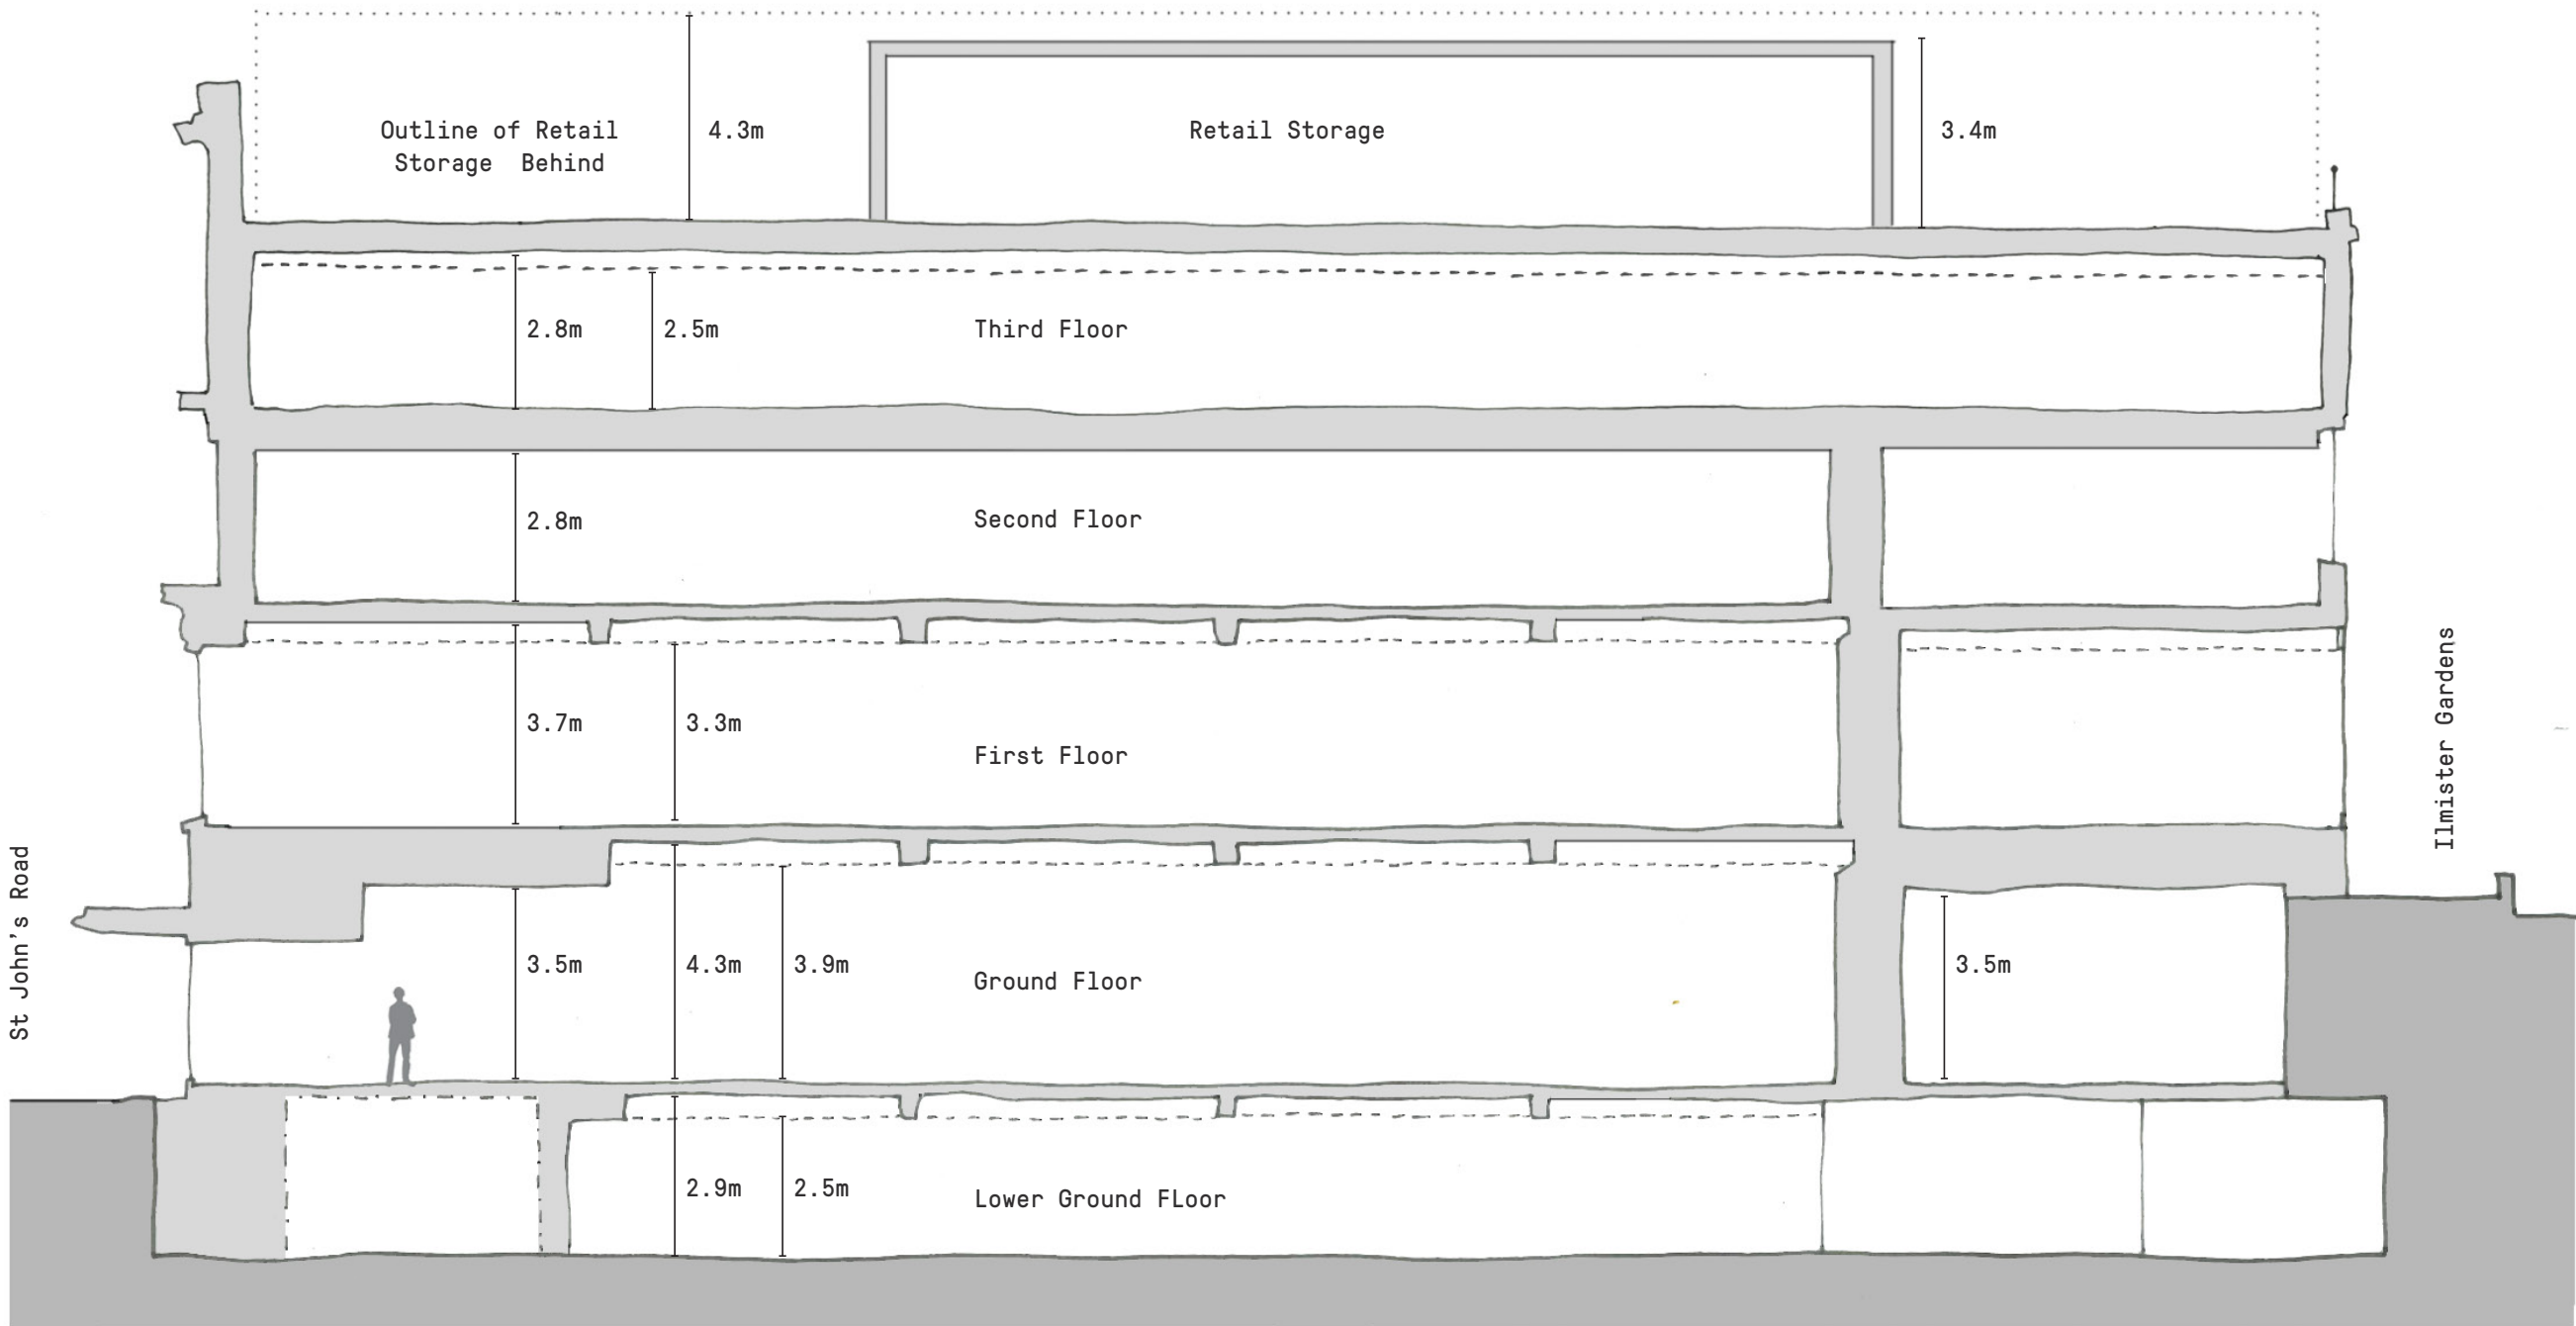 Outline of Retail
Storage Behind
4.3m
Retail Storage
3.4m
2.8m
2.5m
Third Floor
2.8m
Second Floor
3.7m
3.3m
First Floor
Ilmister Gardens
St John's Road
3.5m
4.3m
3.9m
Ground Floor
3.5m
2.9m
2.5m
Lower Ground FLoor